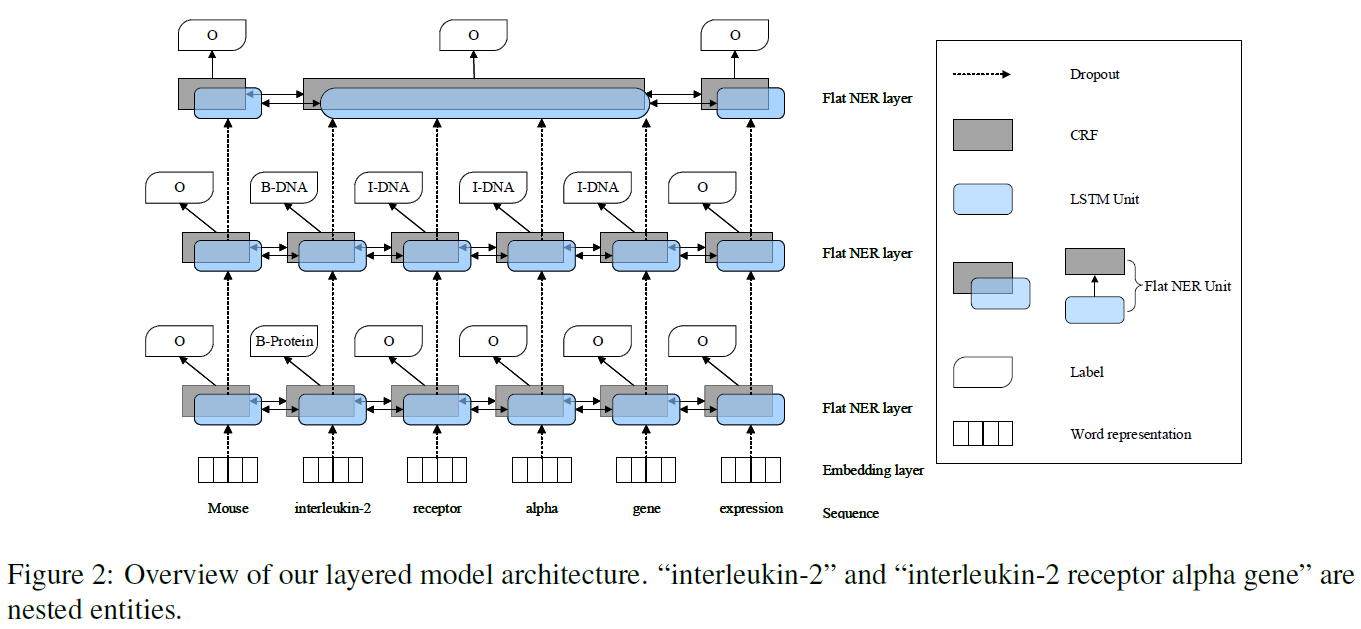 O O O
Flat NER layer
O B-DNA I-DNA I-DNA I-DNA O
Flat NER layer
O B-Protein O O O O
Flat NER layer
Embedding layer
Mouse interleukin-2 receptor alpha gene expression
Sequence
Dropout
CRF
LSTM Unit
Flat NER Unit
Label
Word representation
Figure 2: Overview of our layered model architecture. “interleukin-2” and “interleukin-2 receptor alpha gene” are
nested entities.